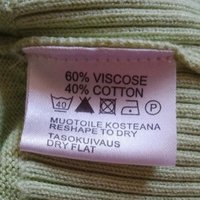 60% VISCOSE
40% COTTON
40 P
MUOTOILE KOSTEANA
RESHAPE TO DRY
TASOKUIVAUS
DRY FLAT